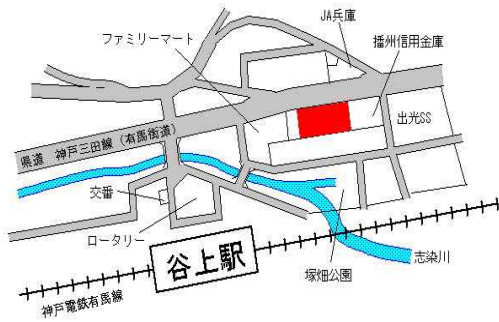 JA兵庫
ファミリーマート
播州信用金庫
出光SS
県道 神戸三田線（有馬街道）
交番
ロータリー
谷上駅
塚畑公園
志染川
神戸電鉄有馬線